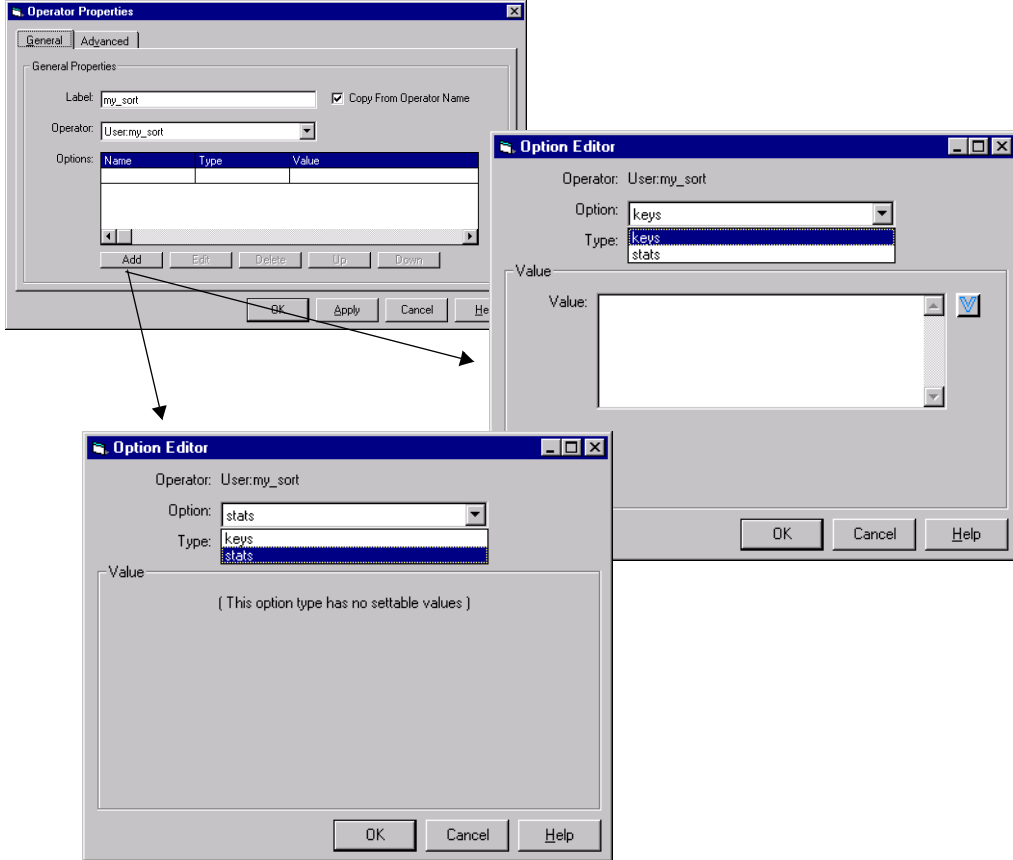 Operator Properties
General Advanced
General Properties
Label: my_sort Copy From Operator Name
Operator: User:my_sort
Options: Name Type Value
Add Edit Delete Up Down
OK Apply Cancel He
Option Editor
Operator: User:my_sort
Option: keys
Type: keys
stats
Value
Value:
OK Cancel Help
Option Editor
Operator: User:my_sort
Option: stats
Type: keys
stats
Value
( This option type has no settable values )
OK Cancel Help